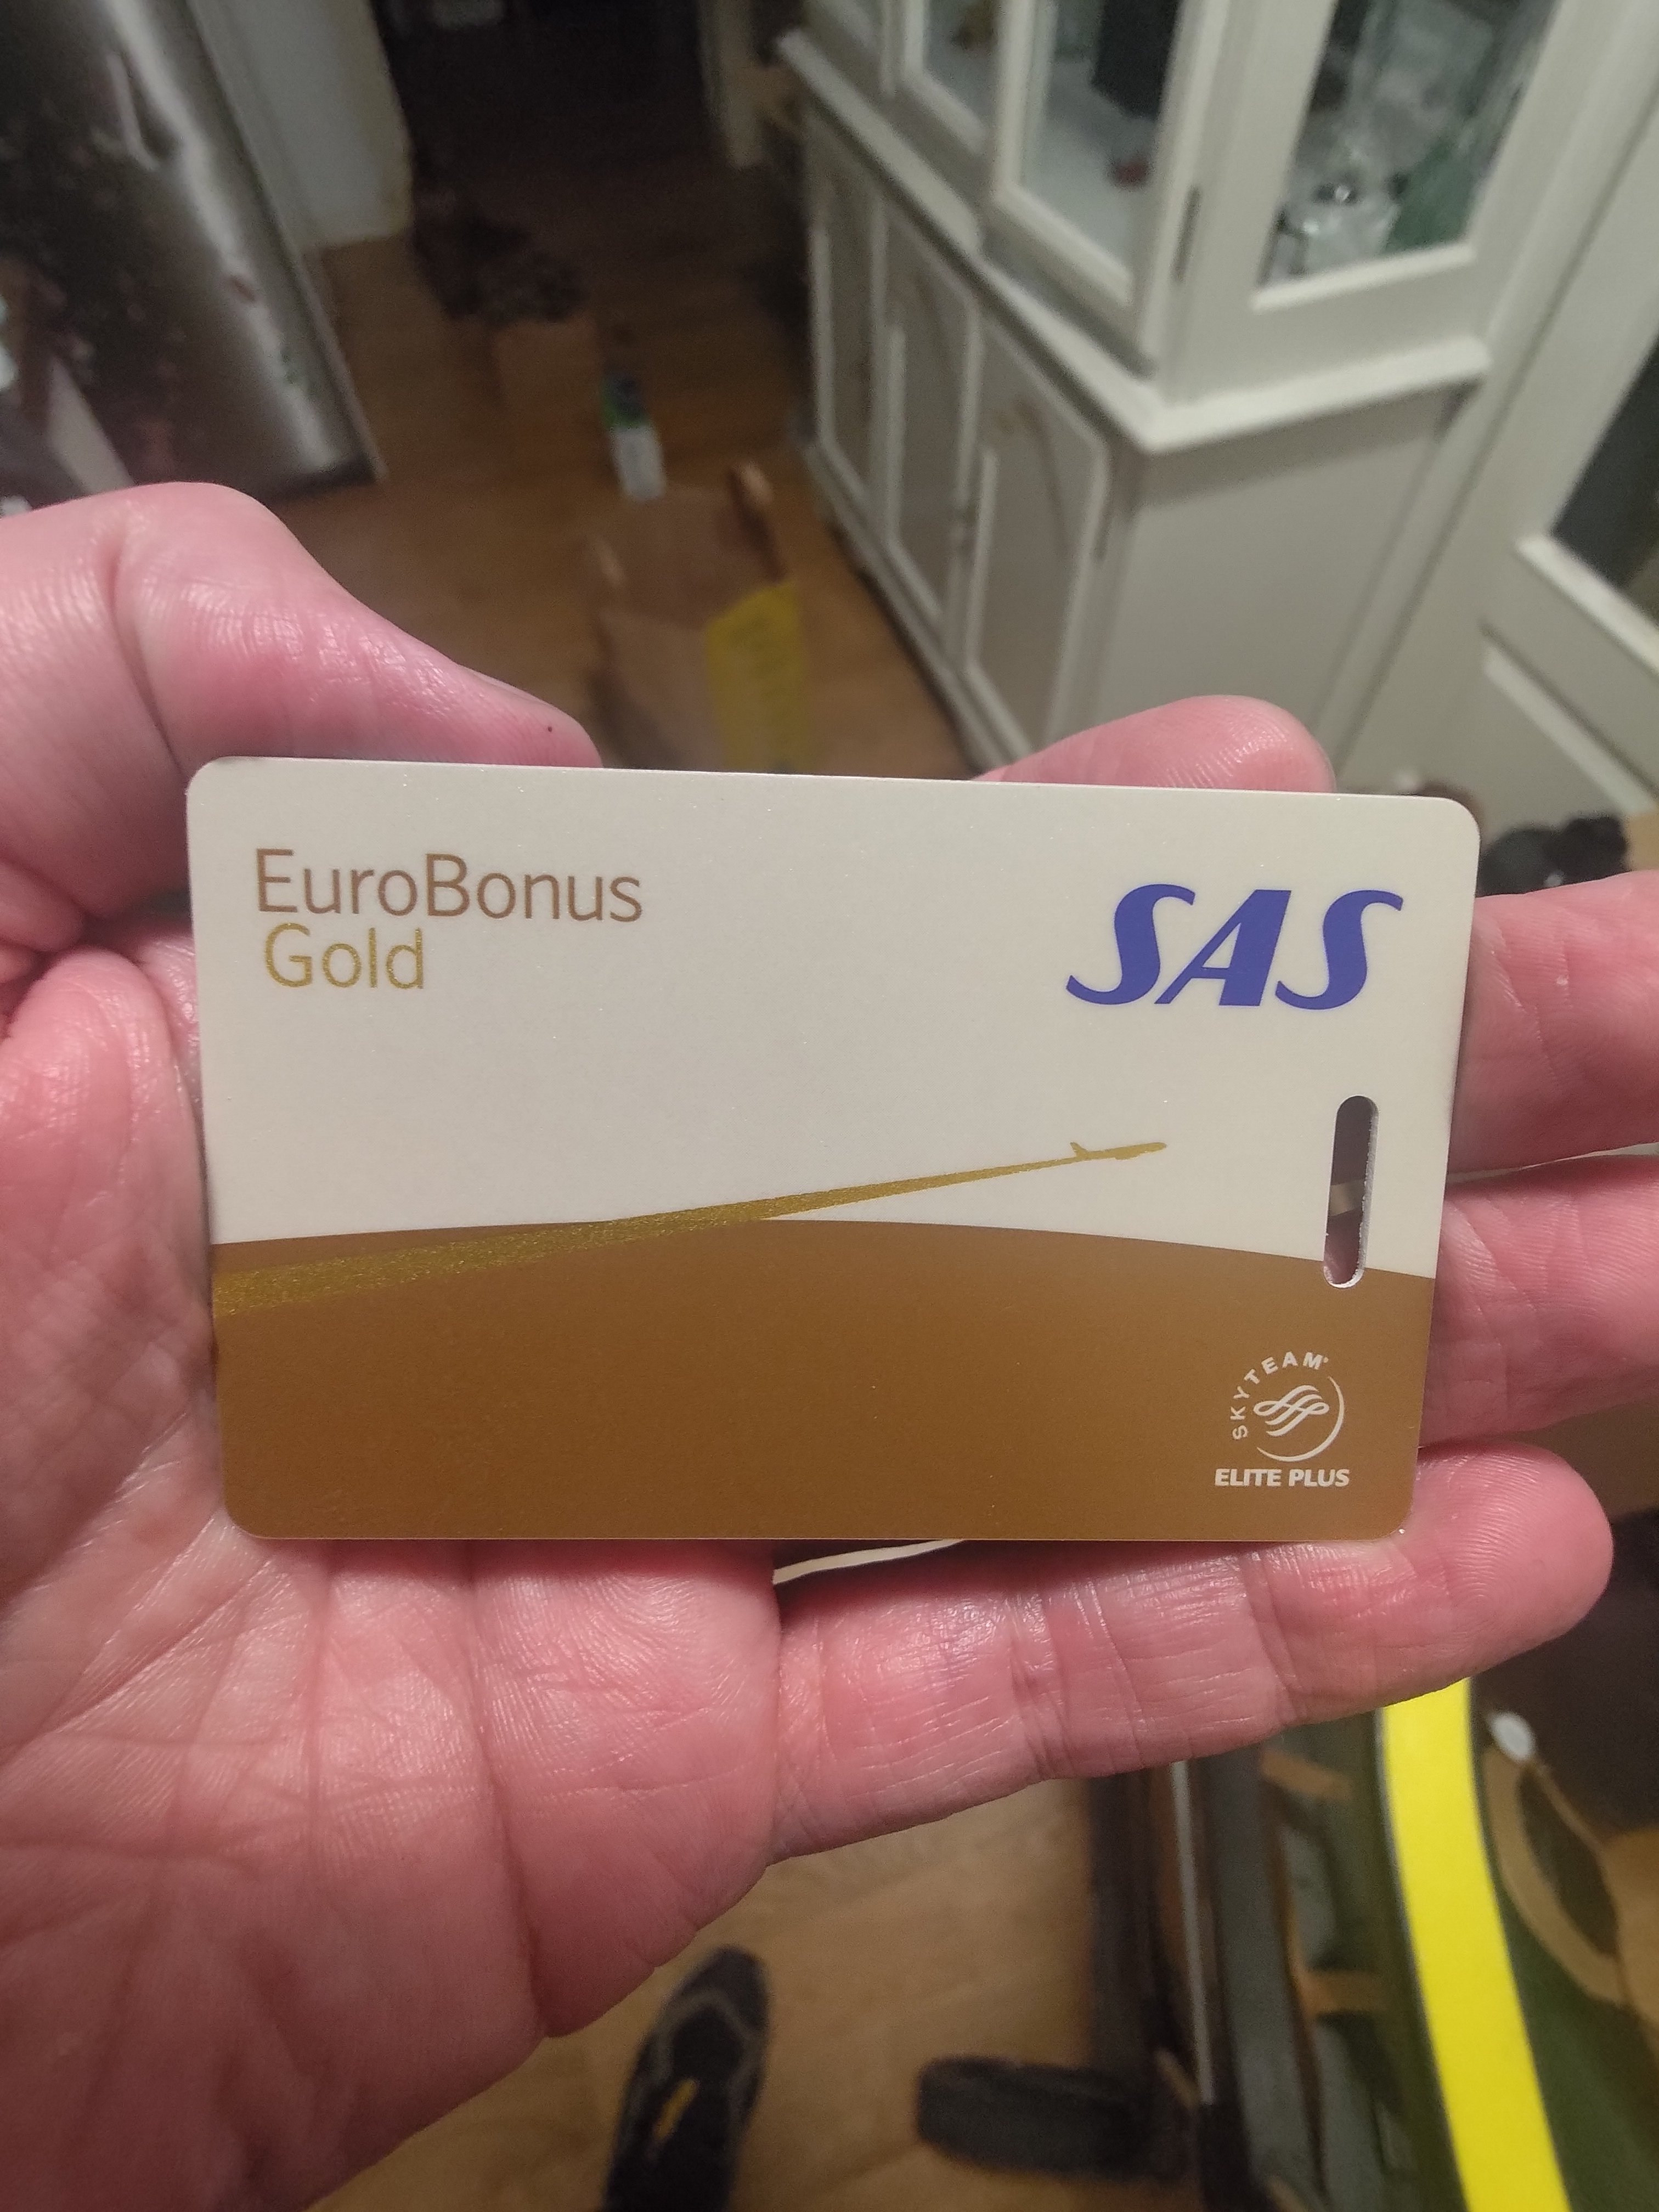 EuroBonus
Gold
SAS
SKYTEAM
ELITE PLUS